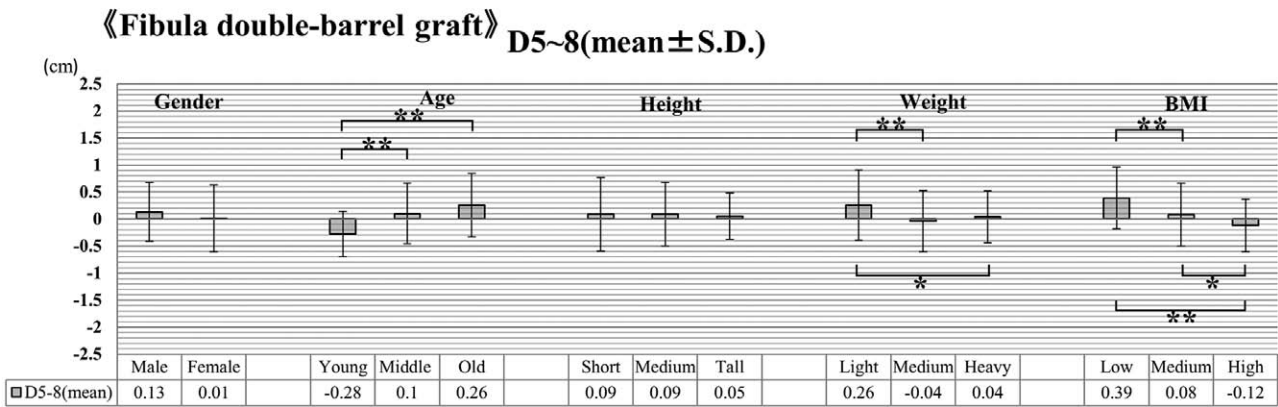 《Fibula double-barrel graft》 D5~8(mean±S.D.)
(cm)
2.5
2
1.5
1
0.5
0
-0.5
-1
-1.5
-2
-2.5
Gender Age Height Weight BMI
** ** ** **
** * * **
Male Female Young Middle Old Short Medium Tall Light Medium Heavy Low Medium High
D5-8(mean) 0.13 0.01 -0.28 0.1 0.26 0.09 0.09 0.05 0.26 -0.04 0.04 0.39 0.08 -0.12